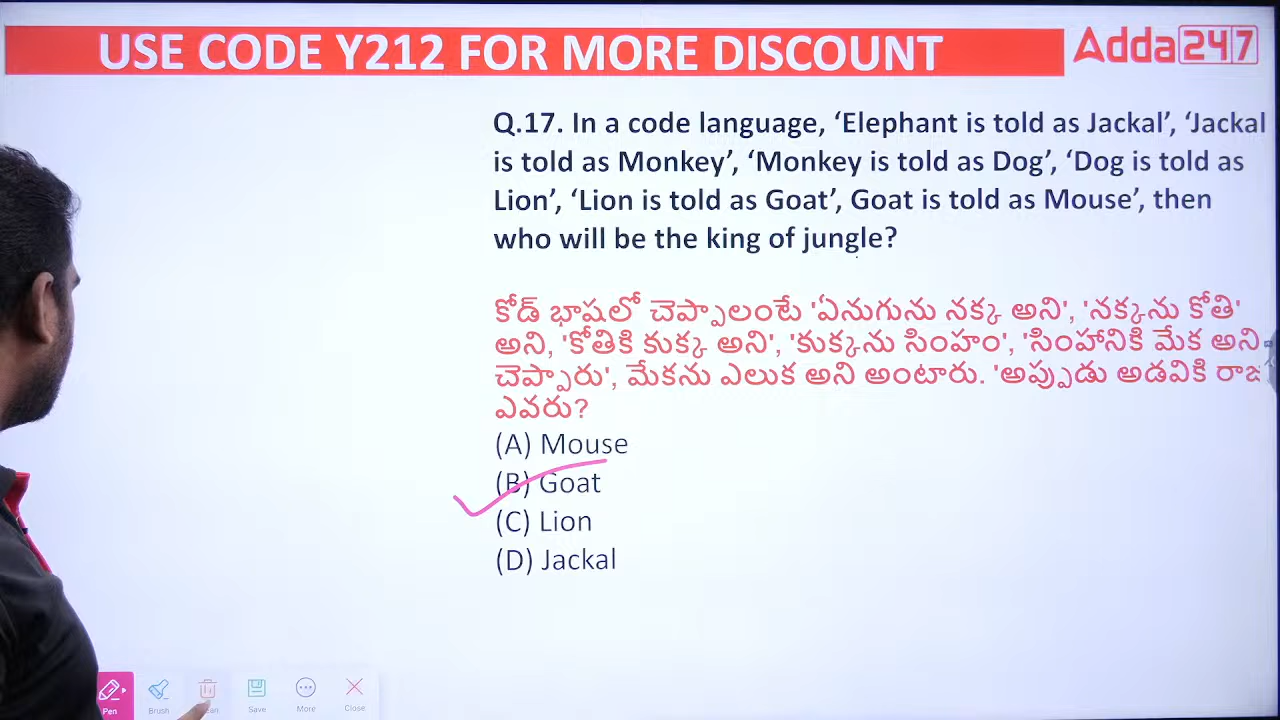 USE CODE Y212 FOR MORE DISCOUNT
Adda247
Q.17. In a code language, ‘Elephant is told as Jackal’, ‘Jackal
is told as Monkey’, ‘Monkey is told as Dog’, ‘Dog is told as
Lion’, ‘Lion is told as Goat’, Goat is told as Mouse’, then
who will be the king of jungle?
కోడ్ భాషలో చెప్పాలంటే 'ఏనుగును నక్క అని', 'నక్కను కోతి'
అని, 'కోతికి కుక్క అని', 'కుక్కను సింహం', 'సింహానికి మేక అని
చెప్పారు', మేకను ఎలుక అని అంటారు. 'అప్పుడు అడవికి రాజ
ఎవరు?
(A) Mouse
(B) Goat
(C) Lion
(D) Jackal
Pen Brush Save More Close